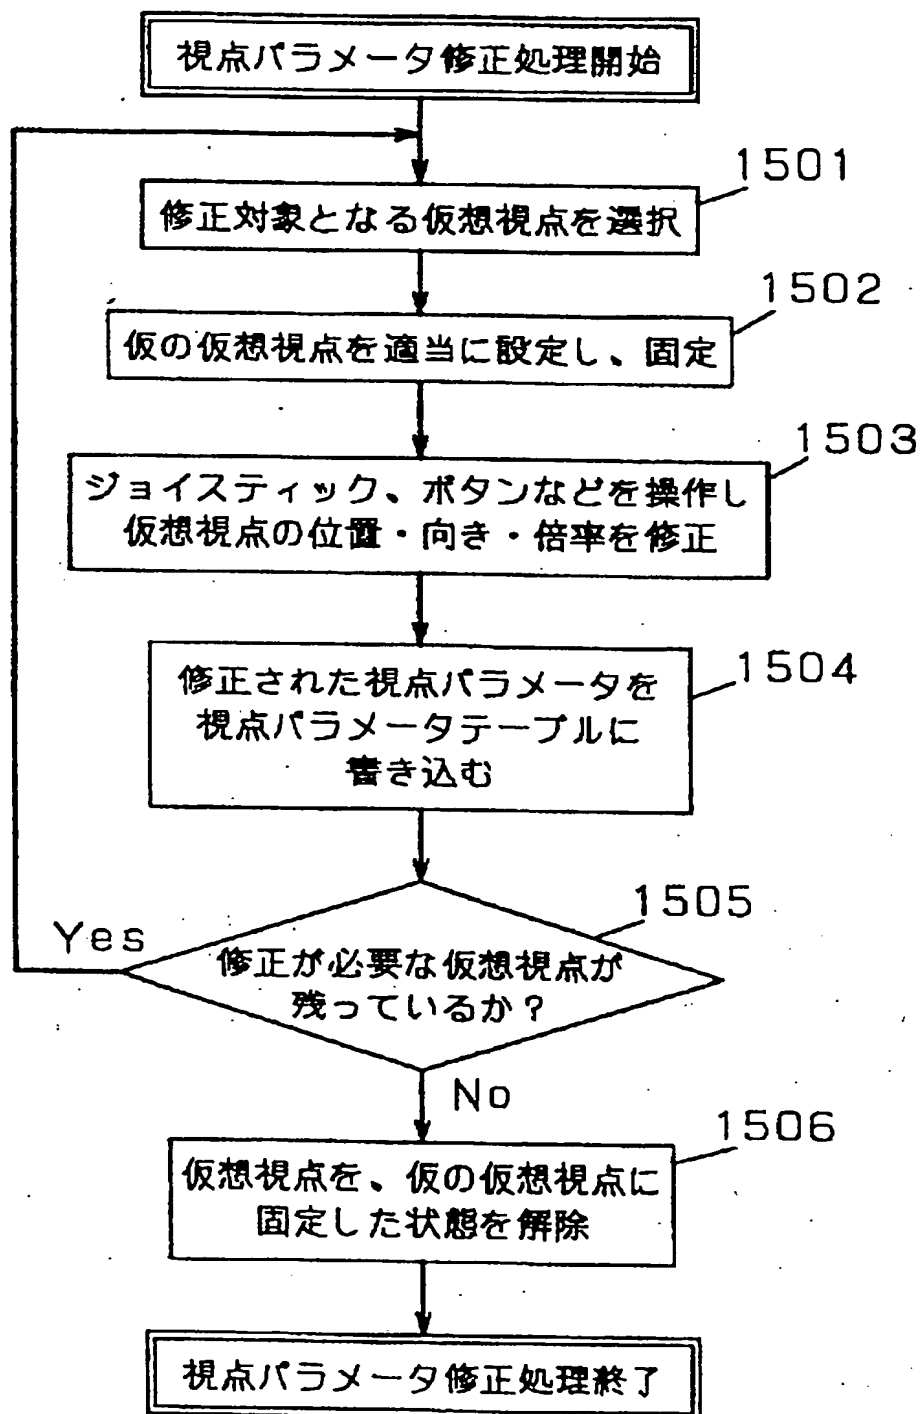 視点パラメータ修正処理開始
1501
修正対象となる仮想視点を選択
1502
仮の仮想視点を適当に設定し、固定
1503
ジョイスティック、ボタンなどを操作し
仮想視点の位置・向き・倍率を修正
1504
修正された視点パラメータを
視点パラメータテーブルに
書き込む
1505
Yes
修正が必要な仮想視点が
残っているか?
No
1506
仮想視点を、仮の仮想視点に
固定した状態を解除
視点パラメータ修正処理終了